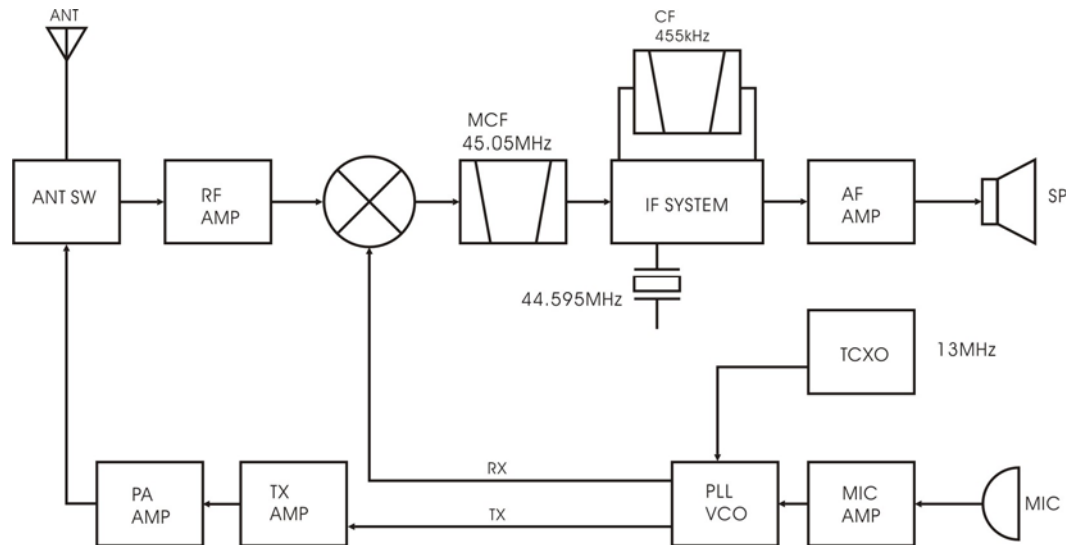 ANT
CF
455kHz
MCF
45.05MHz
ANT SW
RF
AMP
IF SYSTEM
AF
AMP
SP
44.595MHz
TCXO
13MHz
RX
PA
AMP
TX
AMP
TX
PLL
VCO
MIC
AMP
MIC